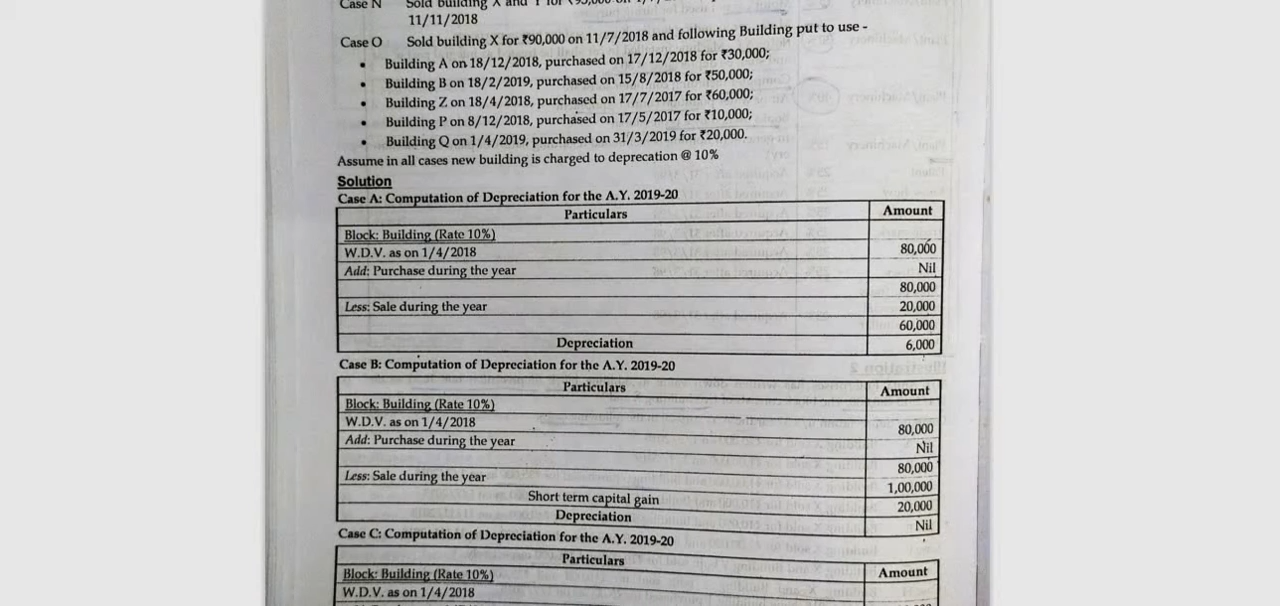 Case N Sold building X and Y for ₹95,000 on
11/11/2018
Case O Sold building X for ₹90,000 on 11/7/2018 and following Building put to use -
• Building A on 18/12/2018, purchased on 17/12/2018 for ₹30,000;
• Building B on 18/2/2019, purchased on 15/8/2018 for ₹50,000;
• Building Z on 18/4/2018, purchased on 17/7/2017 for ₹60,000;
• Building P on 8/12/2018, purchased on 17/5/2017 for ₹10,000;
• Building Q on 1/4/2019, purchased on 31/3/2019 for ₹20,000.
Assume in all cases new building is charged to deprecation @ 10%
Solution
Case A: Computation of Depreciation for the A.Y. 2019-20
Particulars Amount
Block: Building (Rate 10%)
W.D.V. as on 1/4/2018 80,000
Add: Purchase during the year Nil
80,000
Less: Sale during the year 20,000
60,000
Depreciation 6,000
Case B: Computation of Depreciation for the A.Y. 2019-20
Particulars Amount
Block: Building (Rate 10%)
W.D.V. as on 1/4/2018 80,000
Add: Purchase during the year Nil
80,000
Less: Sale during the year 1,00,000
Short term capital gain 20,000
Depreciation Nil
Case C: Computation of Depreciation for the A.Y. 2019-20
Particulars Amount
Block: Building (Rate 10%)
W.D.V. as on 1/4/2018